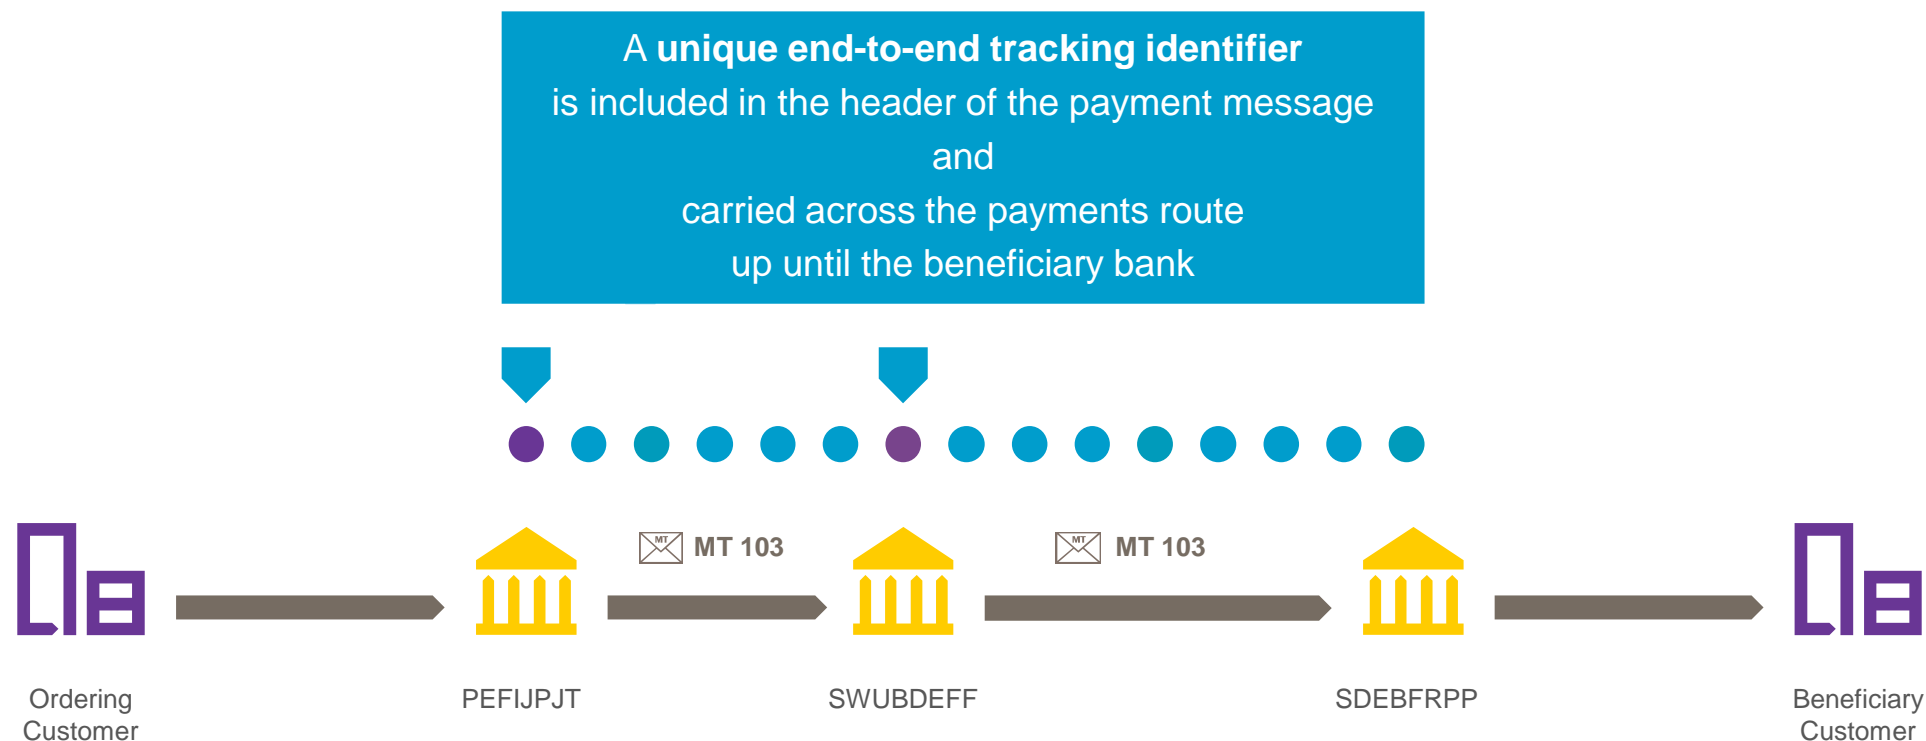 A unique end-to-end tracking identifier
is included in the header of the payment message
and
carried across the payments route
up until the beneficiary bank
MT
MT 103
MT
MT 103
Ordering
Customer
PEFIJPJT
SWUBDEFF
SDEBFRPP
Beneficiary
Customer